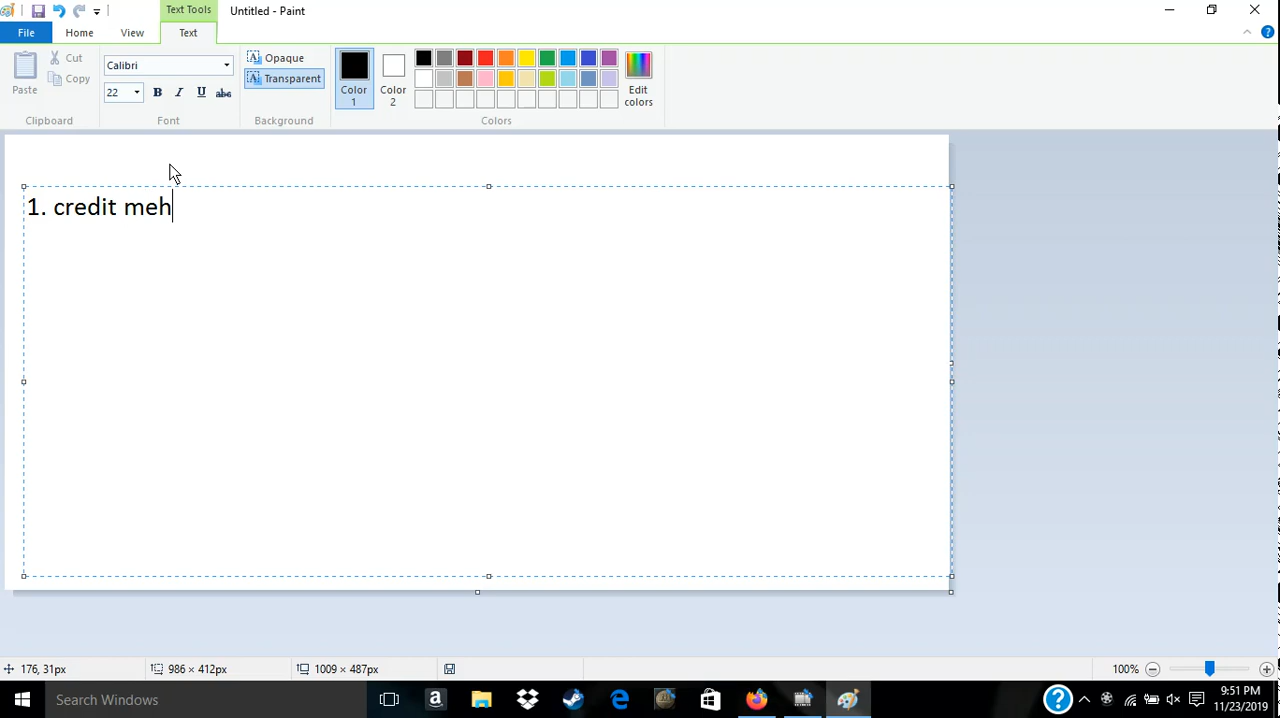 Text Tools
Untitled - Paint
File
Home
View
Text
Paste
Cut
Copy
Clipboard
Calibri
22
B I U abc
Font
Opaque
Transparent
Background
Color 1
Color 2
Edit colors
Colors
1. credit meh
176, 31px
986 × 412px
1009 × 487px
100%
Search Windows
9:51 PM
11/23/2019